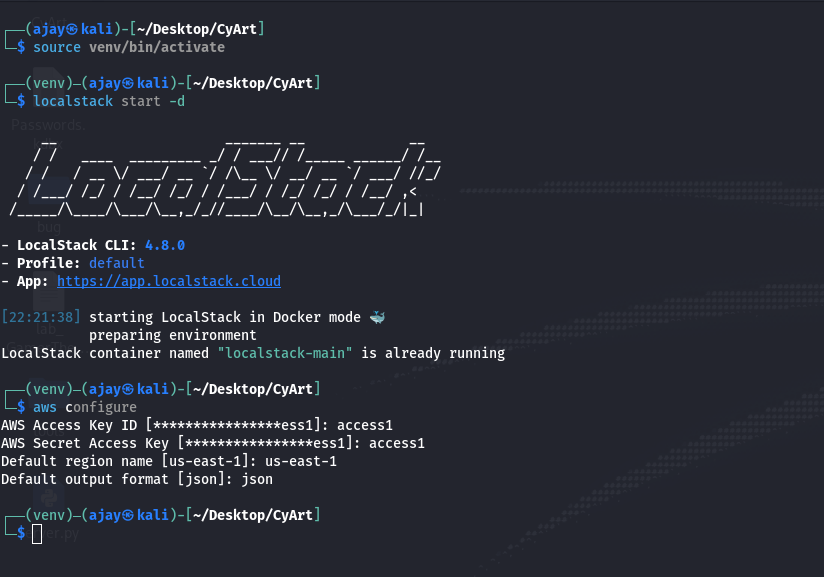 ┌──(ajay㉿kali)-[~/Desktop/CyArt]
└─$ source venv/bin/activate
┌──(venv)─(ajay㉿kali)-[~/Desktop/CyArt]
└─$ localstack start -d
Passwords.
LocalStack
- LocalStack CLI: 4.8.0
bug
- Profile: default
- App: https://app.localstack.cloud
[22:21:38] starting LocalStack in Docker mode 🐳
lab_
preparing environment
LocalStack container named "localstack-main" is already running
┌──(venv)─(ajay㉿kali)-[~/Desktop/CyArt]
└─$ aws configure
AWS Access Key ID [****************ess1]: access1
AWS Secret Access Key [****************ess1]: access1
Default region name [us-east-1]: us-east-1
Default output format [json]: json
┌──(venv)─(ajay㉿kali)-[~/Desktop/CyArt]
└─$